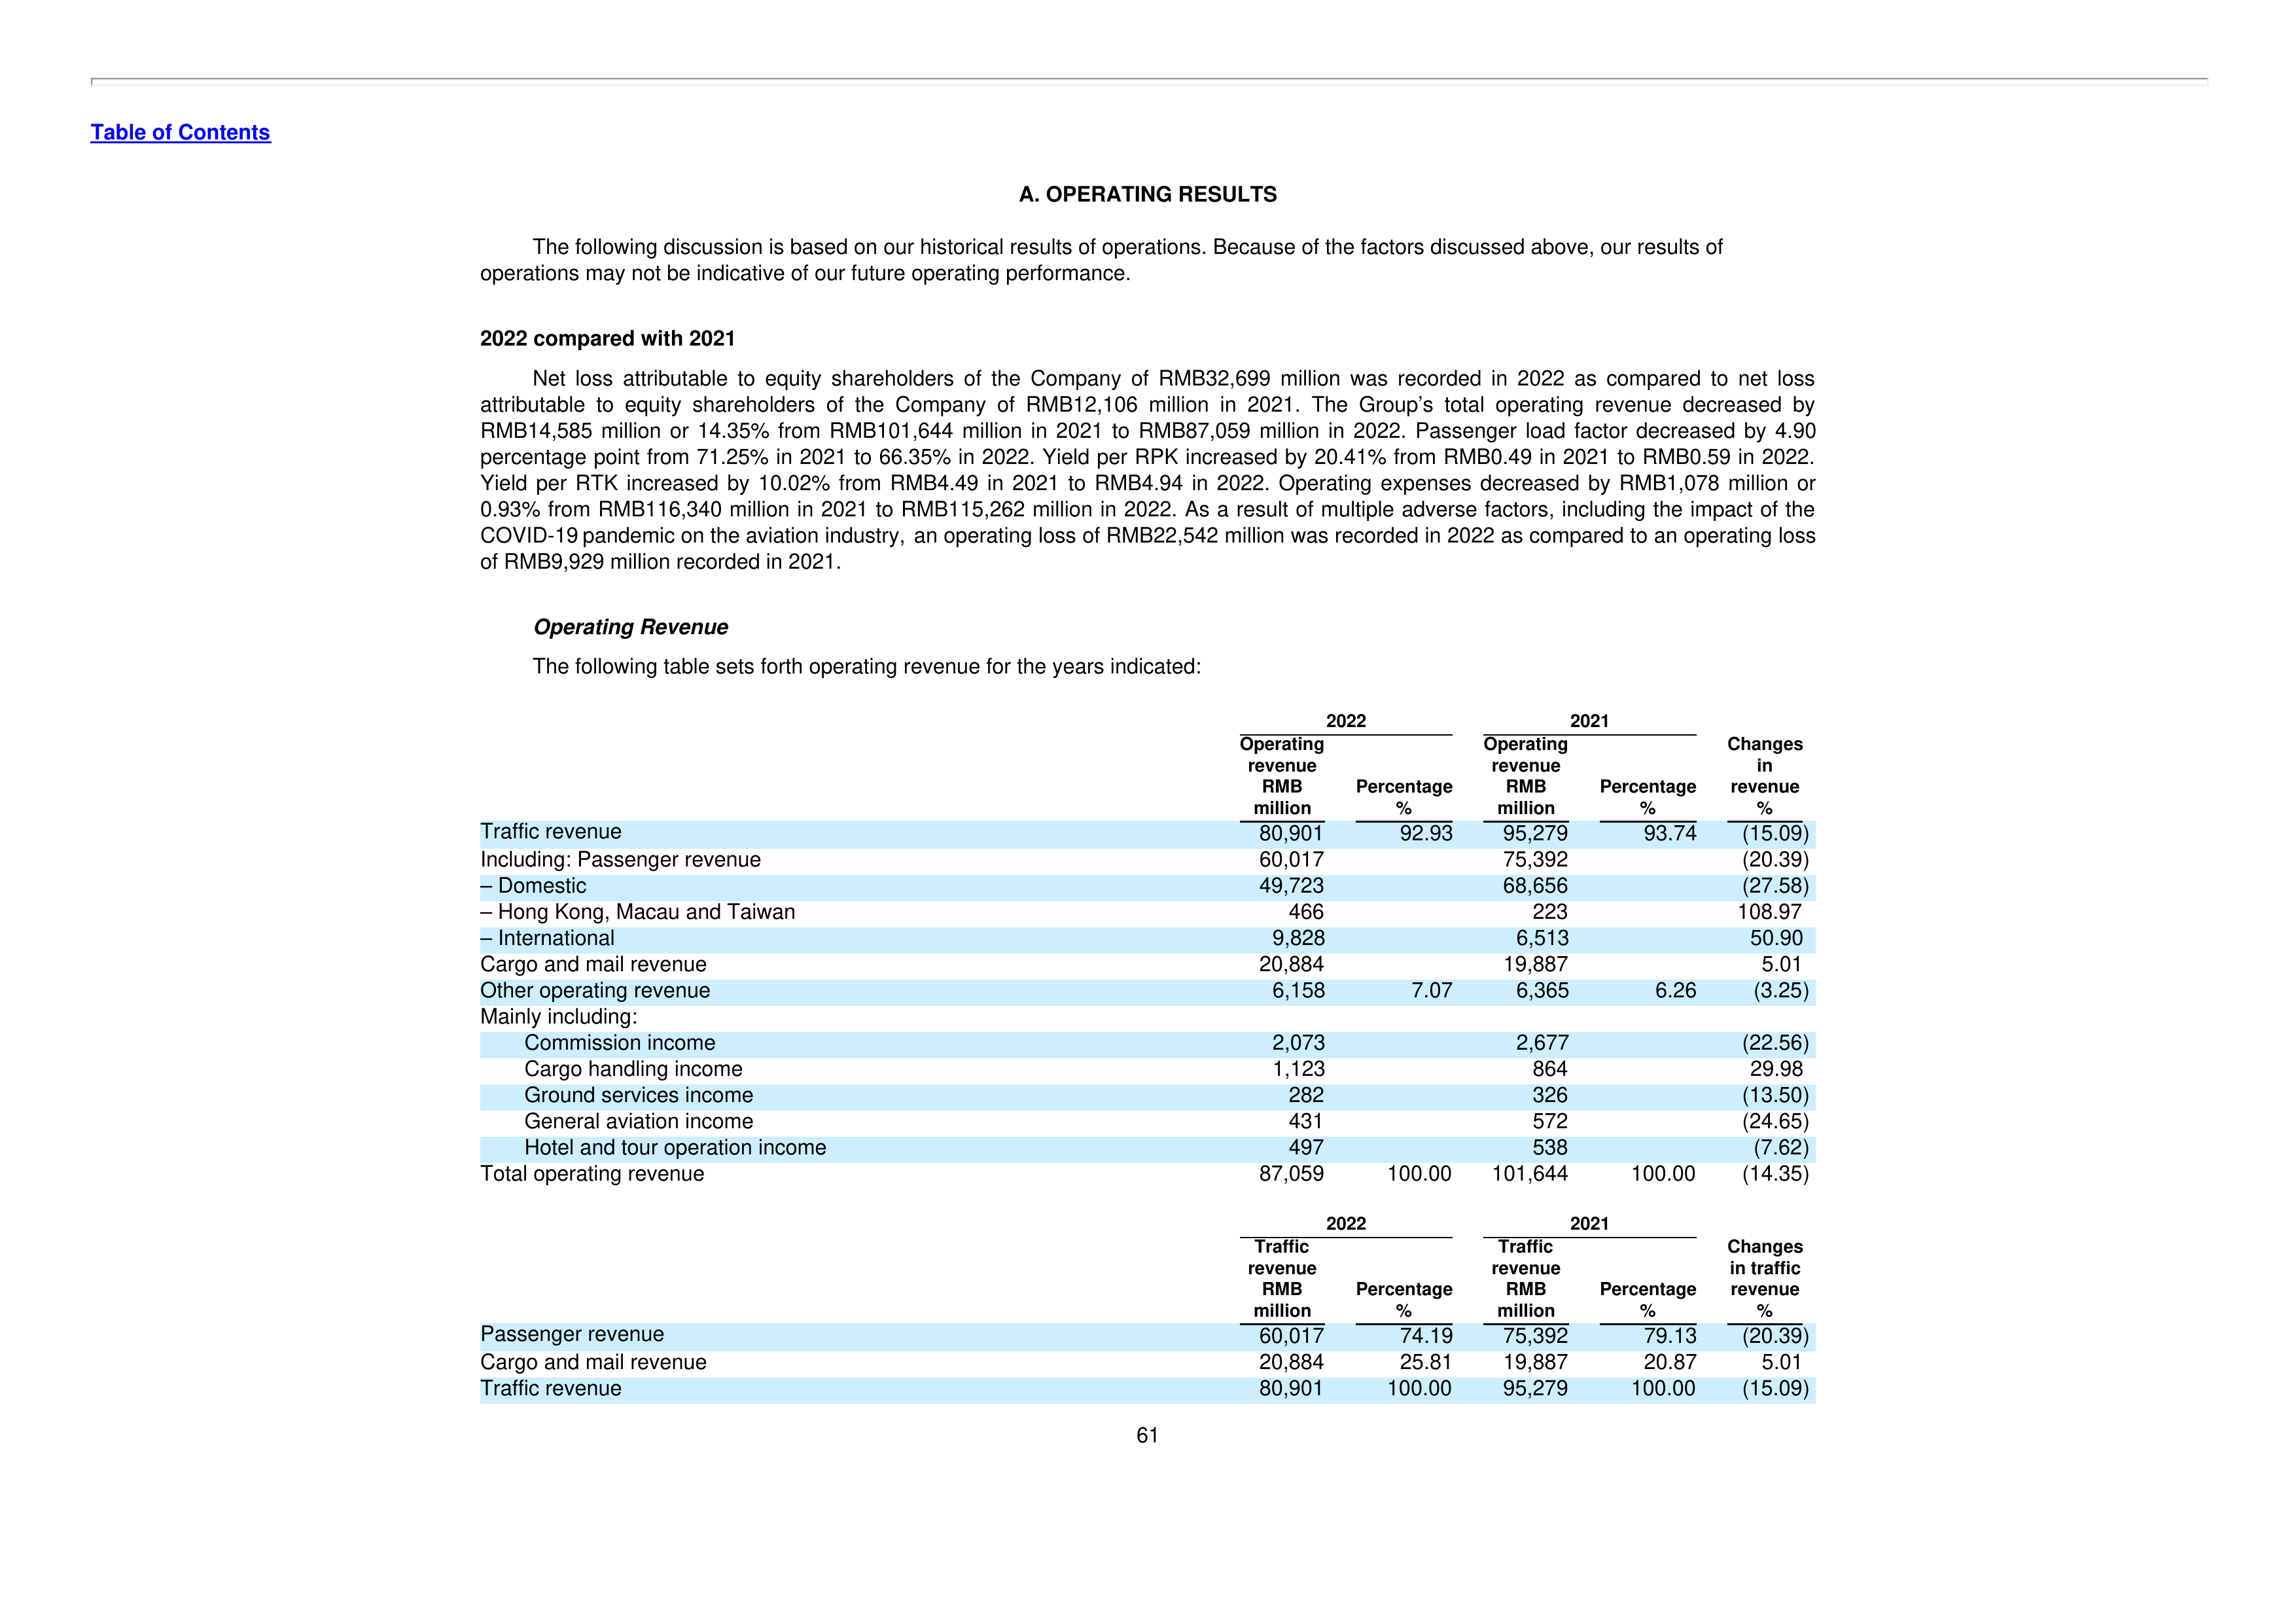 Table of Contents
A. OPERATING RESULTS
The following discussion is based on our historical results of operations. Because of the factors discussed above, our results of
operations may not be indicative of our future operating performance.
2022 compared with 2021
Net loss attributable to equity shareholders of the Company of RMB32,699 million was recorded in 2022 as compared to net loss
attributable to equity shareholders of the Company of RMB12,106 million in 2021. The Group’s total operating revenue decreased by
RMB14,585 million or 14.35% from RMB101,644 million in 2021 to RMB87,059 million in 2022. Passenger load factor decreased by 4.90
percentage point from 71.25% in 2021 to 66.35% in 2022. Yield per RPK increased by 20.41% from RMB0.49 in 2021 to RMB0.59 in 2022.
Yield per RTK increased by 10.02% from RMB4.49 in 2021 to RMB4.94 in 2022. Operating expenses decreased by RMB1,078 million or
0.93% from RMB116,340 million in 2021 to RMB115,262 million in 2022. As a result of multiple adverse factors, including the impact of the
COVID-19 pandemic on the aviation industry, an operating loss of RMB22,542 million was recorded in 2022 as compared to an operating loss
of RMB9,929 million recorded in 2021.
Operating Revenue
The following table sets forth operating revenue for the years indicated:
2022 2021
Operating Operating Changes
revenue revenue in
RMB Percentage RMB Percentage revenue
million % million % %
Traffic revenue 80,901 92.93 95,279 93.74 (15.09)
Including: Passenger revenue 60,017 75,392 (20.39)
– Domestic 49,723 68,656 (27.58)
– Hong Kong, Macau and Taiwan 466 223 108.97
– International 9,828 6,513 50.90
Cargo and mail revenue 20,884 19,887 5.01
Other operating revenue 6,158 7.07 6,365 6.26 (3.25)
Mainly including:
Commission income 2,073 2,677 (22.56)
Cargo handling income 1,123 864 29.98
Ground services income 282 326 (13.50)
General aviation income 431 572 (24.65)
Hotel and tour operation income 497 538 (7.62)
Total operating revenue 87,059 100.00 101,644 100.00 (14.35)
2022 2021
Traffic Traffic Changes
revenue revenue in traffic
RMB Percentage RMB Percentage revenue
million % million % %
Passenger revenue 60,017 74.19 75,392 79.13 (20.39)
Cargo and mail revenue 20,884 25.81 19,887 20.87 5.01
Traffic revenue 80,901 100.00 95,279 100.00 (15.09)
61